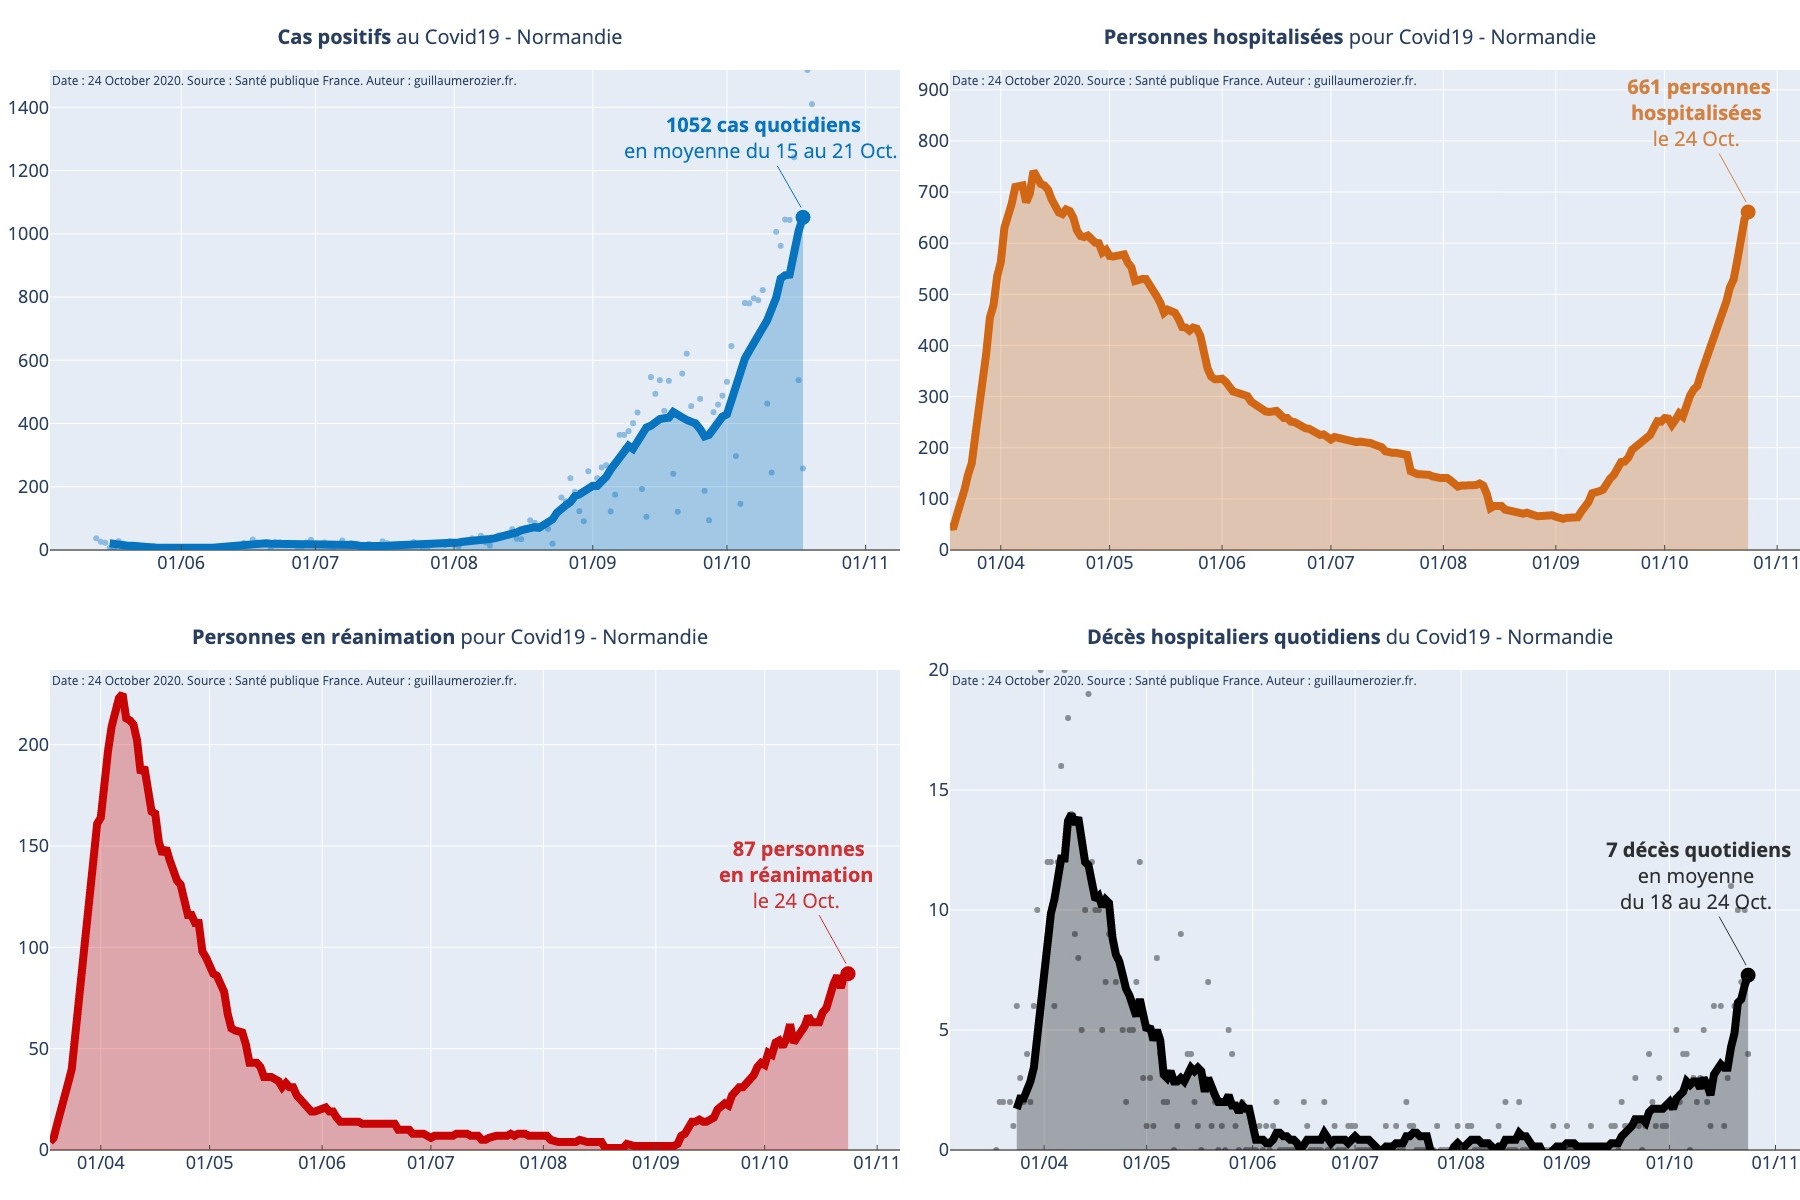 Cas positifs au Covid19 - Normandie
Date : 24 October 2020. Source : Santé publique France. Auteur : guillaumerozier.fr.
1052 cas quotidiens
en moyenne du 15 au 21 Oct.
1400
1200
1000
800
600
400
200
0
01/06 01/07 01/08 01/09 01/10 01/11
Personnes hospitalisées pour Covid19 - Normandie
Date : 24 October 2020. Source : Santé publique France. Auteur : guillaumerozier.fr.
661 personnes
hospitalisées
le 24 Oct.
900
800
700
600
500
400
300
200
100
0
01/04 01/05 01/06 01/07 01/08 01/09 01/10 01/11
Personnes en réanimation pour Covid19 - Normandie
Date : 24 October 2020. Source : Santé publique France. Auteur : guillaumerozier.fr.
87 personnes
en réanimation
le 24 Oct.
200
150
100
50
0
01/04 01/05 01/06 01/07 01/08 01/09 01/10 01/11
Décès hospitaliers quotidiens du Covid19 - Normandie
Date : 24 October 2020. Source : Santé publique France. Auteur : guillaumerozier.fr.
7 décès quotidiens
en moyenne
du 18 au 24 Oct.
20
15
10
5
0
01/04 01/05 01/06 01/07 01/08 01/09 01/10 01/11